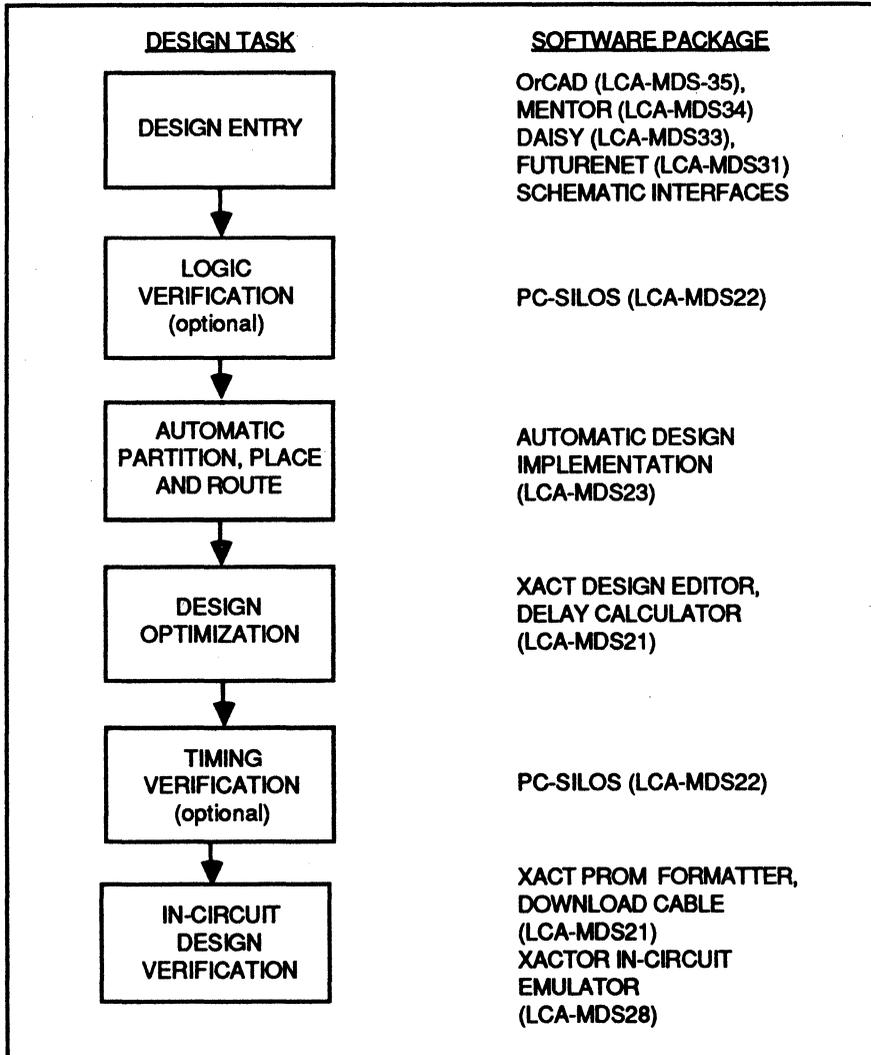 DESIGN TASK
SOFTWARE PACKAGE
DESIGN ENTRY
OrCAD (LCA-MDS-35),
MENTOR (LCA-MDS34)
DAISY (LCA-MDS33),
FUTURENET (LCA-MDS31)
SCHEMATIC INTERFACES
LOGIC
VERIFICATION
(optional)
PC-SILOS (LCA-MDS22)
AUTOMATIC
PARTITION, PLACE
AND ROUTE
AUTOMATIC DESIGN
IMPLEMENTATION
(LCA-MDS23)
DESIGN
OPTIMIZATION
XACT DESIGN EDITOR,
DELAY CALCULATOR
(LCA-MDS21)
TIMING
VERIFICATION
(optional)
PC-SILOS (LCA-MDS22)
IN-CIRCUIT
DESIGN
VERIFICATION
XACT PROM FORMATTER,
DOWNLOAD CABLE
(LCA-MDS21)
XACTOR IN-CIRCUIT
EMULATOR
(LCA-MDS28)